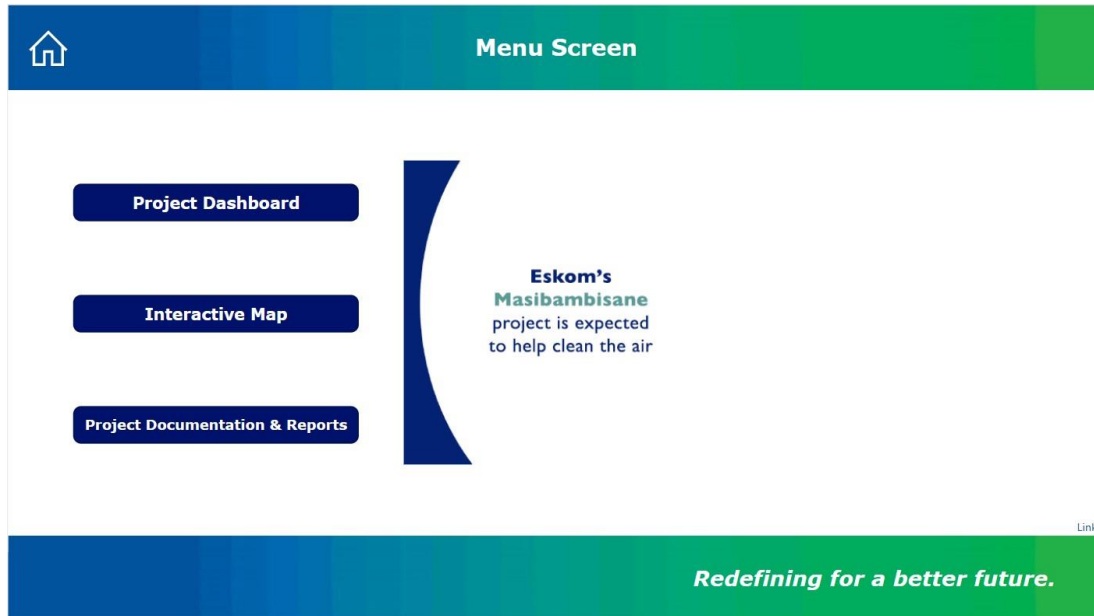 Menu Screen
Project Dashboard
Interactive Map
Project Documentation & Reports
Eskom's
Masibambisane
project is expected
to help clean the air
Link
Redefining for a better future.